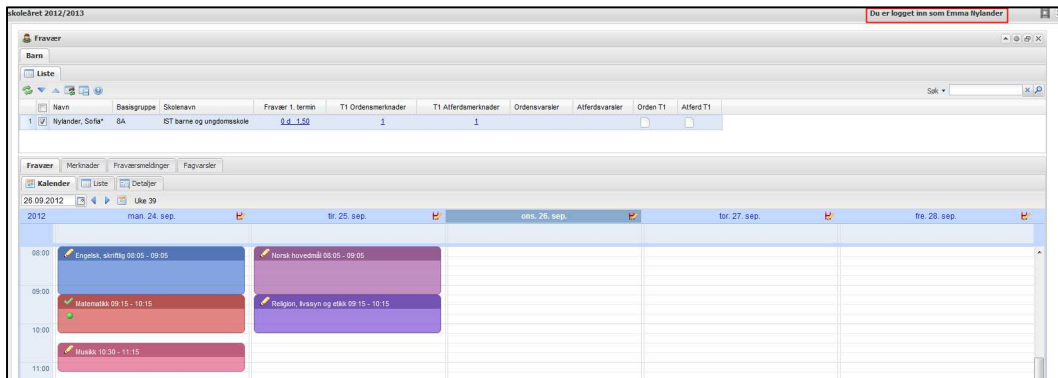 skoleåret 2012/2013 Du er logget inn som Emma Nylander
Fravær
Barn
Liste
Søk
Navn Basisgruppe Skolenavn Fravær 1. termin T1 Ordensmerknader T1 Atferdsmerknader Ordensvarsler Atferdsvarsler Orden T1 Atferd T1
1 Nylander, Sofia* 8A IST barne og ungdomsskole 0 d 1,50 1 1
Fravær Merknader Fraværsmeldinger Fagvarsler
Kalender Liste Detaljer
26.09.2012 Uke 39
2012 man. 24. sep. tir. 25. sep. ons. 26. sep. tor. 27. sep. fre. 28. sep.
08:00 Engelsk, skriftlig 08:05 - 09:05 Norsk hovedmål 08:05 - 09:05
09:00
Matematikk 09:15 - 10:15 Religion, livssyn og etikk 09:15 - 10:15
10:00
Musikk 10:30 - 11:15
11:00